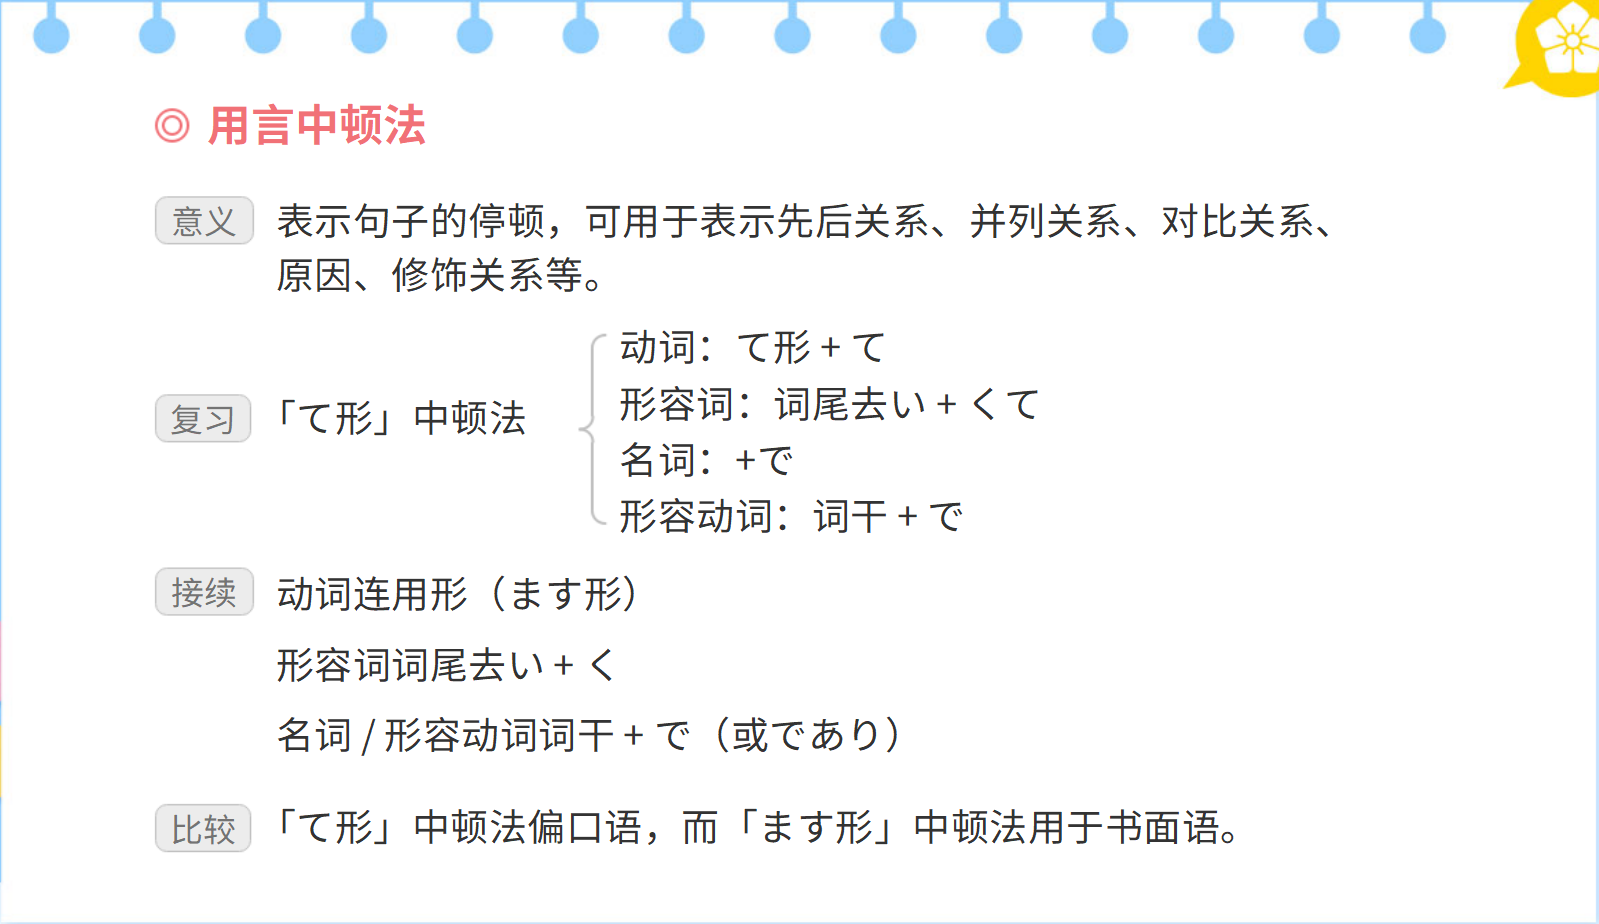 ◎ 用言中顿法
意义 表示句子的停顿，可用于表示先后关系、并列关系、对比关系、
原因、修饰关系等。
复习 「て形」中顿法
动词：て形 + て
形容词：词尾去い + くて
名词：+で
形容动词：词干 + で
接续 动词连用形（ます形）
形容词词尾去い + く
名词 / 形容动词词干 + で（或であり）
比较 「て形」中顿法偏口语，而「ます形」中顿法用于书面语。